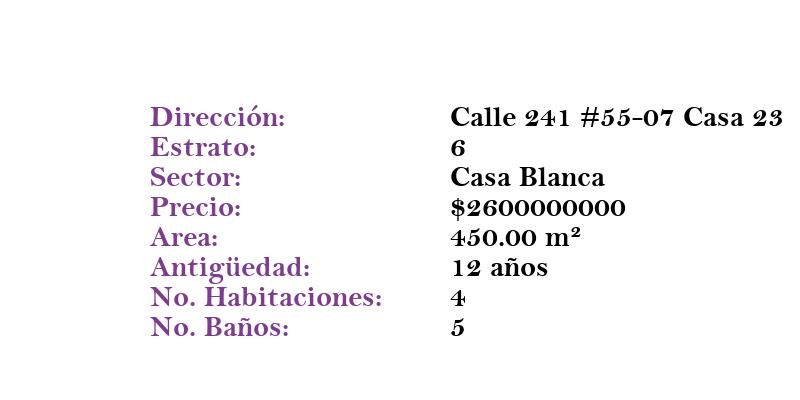 Dirección: Calle 241 #55-07 Casa 23
Estrato: 6
Sector: Casa Blanca
Precio: $2600000000
Area: 450.00 m²
Antigüedad: 12 años
No. Habitaciones: 4
No. Baños: 5